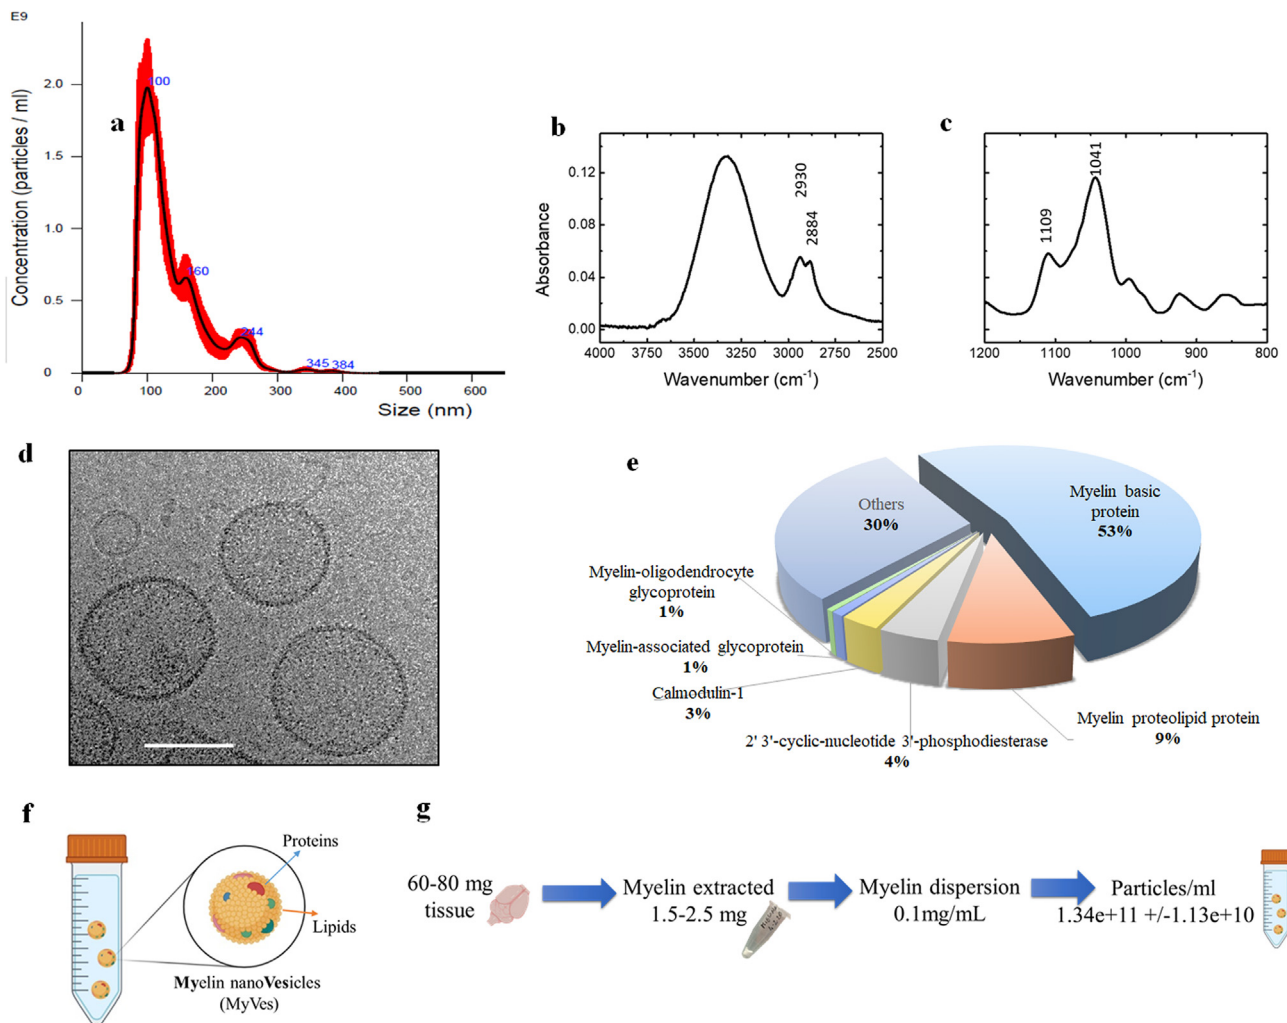 E9
Concentration (particles / ml)
2.0
1.5
1.0
0.5
0
a
100
160
244
345
384
0
100
200
300
400
500
600
Size (nm)
b
Absorbance
0.12
0.08
0.04
0.00
2930
2884
4000
3750
3500
3250
3000
2750
2500
Wavenumber (cm⁻¹)
c
1109
1041
1200
1100
1000
900
800
Wavenumber (cm⁻¹)
d
e
Others
30%
Myelin basic
protein
53%
Myelin-oligodendrocyte
glycoprotein
1%
Myelin-associated glycoprotein
1%
Calmodulin-1
3%
2' 3'-cyclic-nucleotide 3'-phosphodiesterase
4%
Myelin proteolipid protein
9%
f
Proteins
Lipids
Myelin nanoVesicles
(MyVes)
g
60-80 mg
tissue
Myelin extracted
1.5-2.5 mg
Myelin dispersion
0.1mg/mL
Particles/ml
1.34e+11 +/-1.13e+10